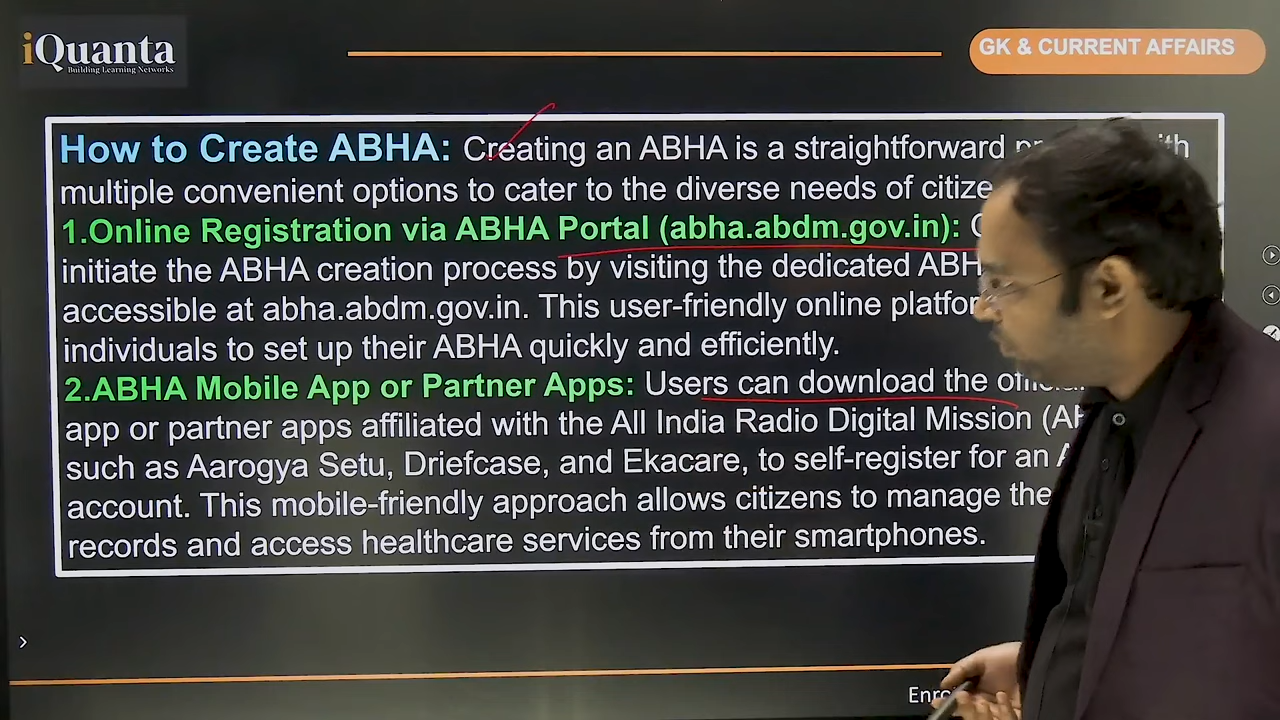 iQuanta
Building Learning Networks
GK & CURRENT AFFAIRS
How to Create ABHA: Creating an ABHA is a straightforward
multiple convenient options to cater to the diverse needs of
1.Online Registration via ABHA Portal (abha.abdm.gov.in):
initiate the ABHA creation process by visiting the dedicated
accessible at abha.abdm.gov.in. This user-friendly online
individuals to set up their ABHA quickly and efficiently.
2.ABHA Mobile App or Partner Apps: Users can download the
app or partner apps affiliated with the All India Radio Digital Mission
such as Aarogya Setu, Driefcase, and Ekacare, to self-register for an
account. This mobile-friendly approach allows citizens to manage
records and access healthcare services from their smartphones.